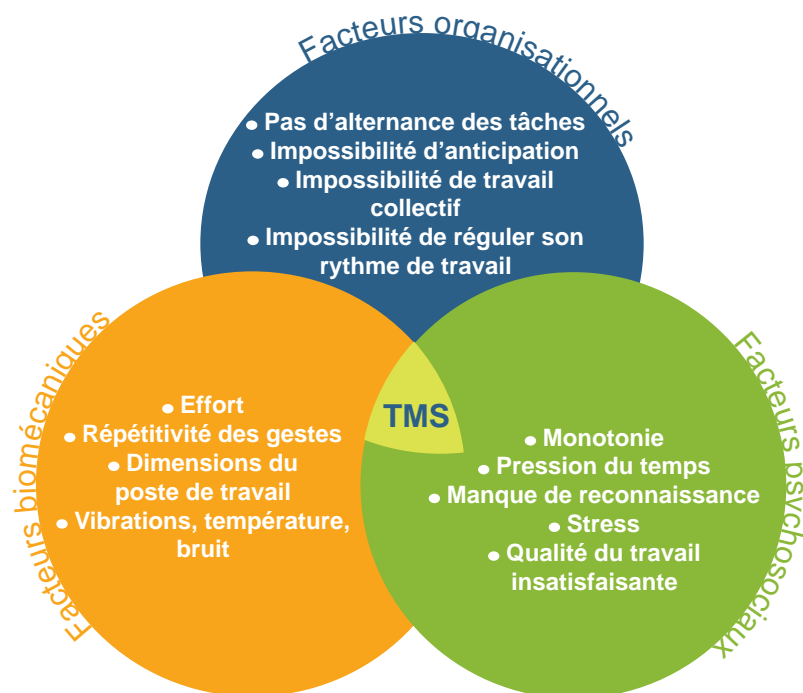 Facteurs organisationnels
• Pas d’alternance des tâches
• Impossibilité d’anticipation
• Impossibilité de travail
collectif
• Impossibilité de réguler son
rythme de travail
Facteurs biomécaniques
• Effort
• Répétitivité des gestes
• Dimensions du
poste de travail
• Vibrations, température,
bruit
TMS
Facteurs psychosociaux
• Monotonie
• Pression du temps
• Manque de reconnaissance
• Stress
• Qualité du travail
insatisfaisante